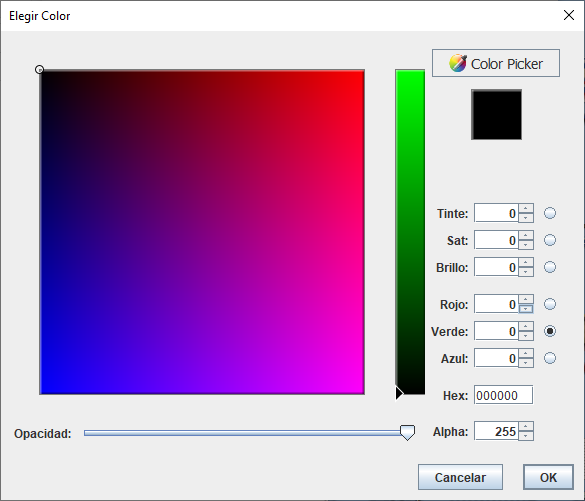 Elegir Color
Color Picker
Tinte: 0
Sat: 0
Brillo: 0
Rojo: 0
Verde: 0
Azul: 0
Hex: 000000
Opacidad:
Alpha: 255
Cancelar
OK